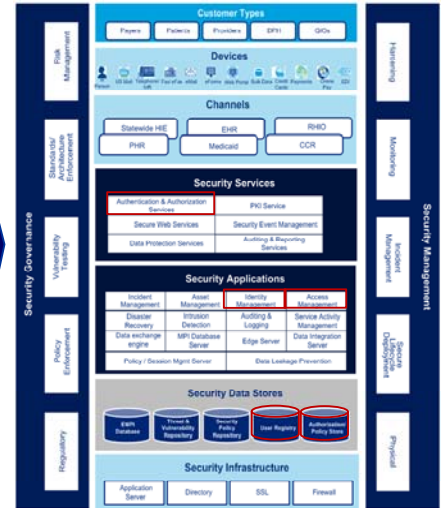 Customer Types
Payers
Patients
Providers
QIOs
Devices
Person
US Mail
eMail
eForms
Web Portal
Payments
EDI
Channels
Statewide HIE
EHR
RHIO
PHR
Medicaid
CCR
Security Services
Authentication & Authorization
Services
PKI Service
Secure Web Services
Security Event Management
Data Protection Services
Auditing & Reporting
Services
Security Applications
Incident
Management
Asset
Management
Identity
Management
Access
Management
Disaster
Recovery
Intrusion
Detection
Auditing &
Logging
Service Activity
Management
Data exchange
engine
MPI Database
Server
Edge Server
Data Integration
Server
Policy / Session Mgmt Server
Data Leakage Prevention
Security Data Stores
EMPI
Database
Threat &
Vulnerability
Repository
Security
Policy
Repository
User Registry
Authorization/
Policy Store
Security Infrastructure
Application
Server
Directory
SSL
Firewall
Security Governance
Risk
Management
Standards/
Architecture
Enforcement
Vulnerability
Testing
Policy
Enforcement
Regulatory
Security Management
Hardening
Monitoring
Incident
Management
Secure
Lifecycle
Deployment
Physical